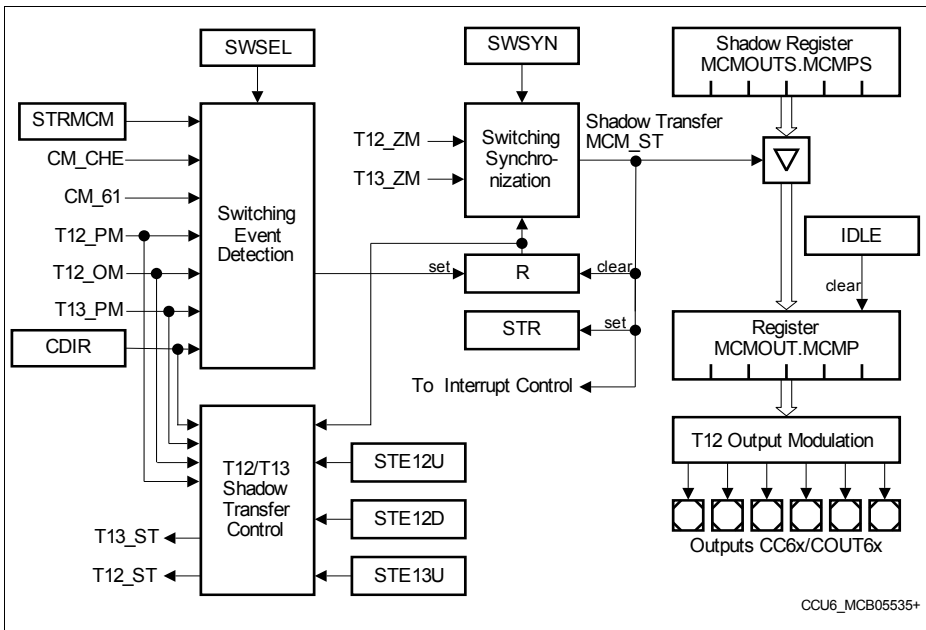 SWSEL
SWSYN
Shadow Register
MCMOUTS.MCMPS
STRMCM
CM_CHE
CM_61
T12_PM
T12_OM
T13_PM
CDIR
Switching
Event
Detection
T12_ZM
T13_ZM
Switching
Synchro-
nization
Shadow Transfer
MCM_ST
IDLE
clear
set
R
clear
STR
set
To Interrupt Control
Register
MCMOUT.MCMP
T12 Output Modulation
Outputs CC6x/COUT6x
T12/T13
Shadow
Transfer
Control
STE12U
STE12D
STE13U
T13_ST
T12_ST
CCU6_MCB05535+